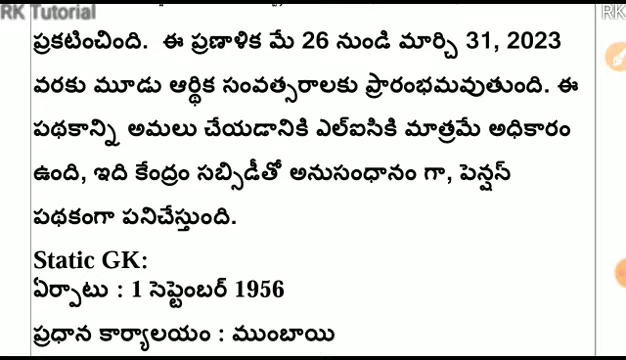 RK Tutorial
RK
ప్రకటించింది. ఈ ప్రణాళిక మే 26 నుండి మార్చి 31, 2023
వరకు మూడు ఆర్థిక సంవత్సరాలకు ప్రారంభమవుతుంది. ఈ
పథకాన్ని అమలు చేయడానికి ఎల్ఐసికి మాత్రమే అధికారం
ఉంది, ఇది కేంద్రం సబ్సిడీతో అనుసంధానం గా, పెన్షన్
పథకంగా పనిచేస్తుంది.
Static GK:
ఏర్పాటు : 1 సెప్టెంబర్ 1956
ప్రధాన కార్యాలయం : ముంబాయి